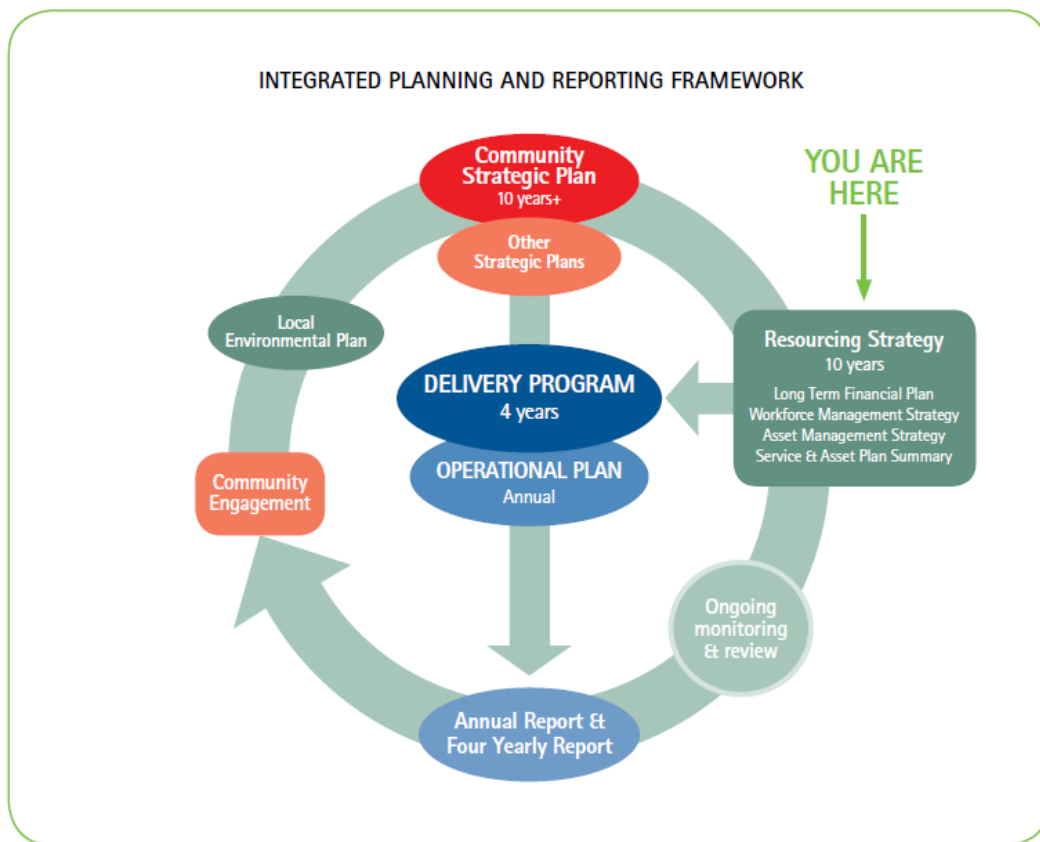 INTEGRATED PLANNING AND REPORTING FRAMEWORK
Community
Strategic Plan
10 years+
Other
Strategic Plans
YOU ARE
HERE
Local
Environmental Plan
DELIVERY PROGRAM
4 years
Resourcing Strategy
10 years
Long Term Financial Plan
Workforce Management Strategy
Asset Management Strategy
Service & Asset Plan Summary
OPERATIONAL PLAN
Annual
Community
Engagement
Ongoing
monitoring
& review
Annual Report &
Four Yearly Report